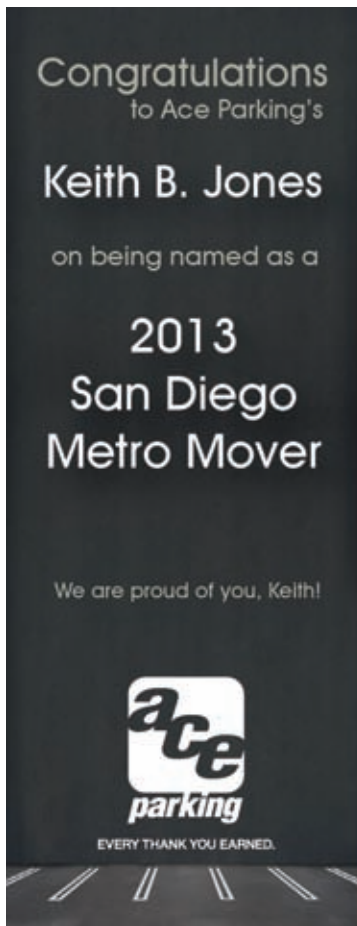 Congratulations
to Ace Parking's
Keith B. Jones
on being named as a
2013
San Diego
Metro Mover
We are proud of you, Keith!
ace
parking
EVERY THANK YOU EARNED.